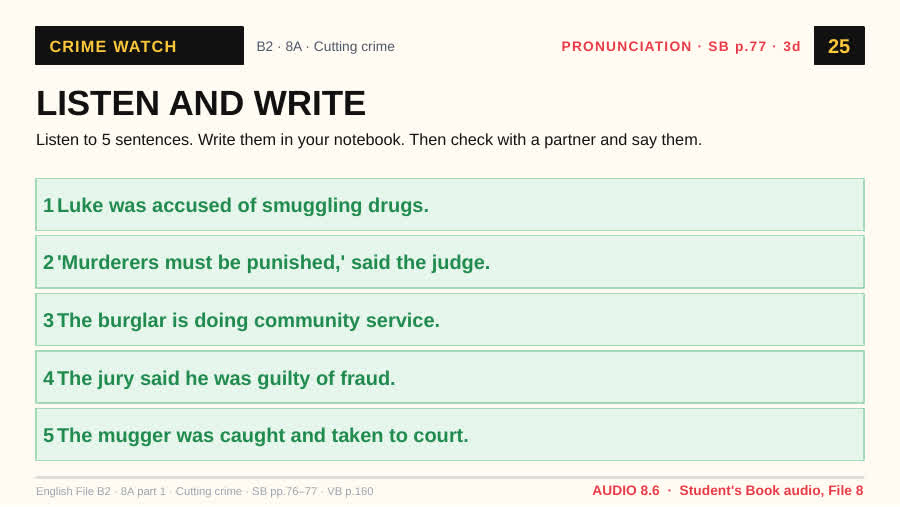 CRIME WATCH
B2 · 8A · Cutting crime
PRONUNCIATION · SB p.77 · 3d
25
LISTEN AND WRITE
Listen to 5 sentences. Write them in your notebook. Then check with a partner and say them.
1 Luke was accused of smuggling drugs.
2 'Murderers must be punished,' said the judge.
3 The burglar is doing community service.
4 The jury said he was guilty of fraud.
5 The mugger was caught and taken to court.
English File B2 · 8A part 1 · Cutting crime · SB pp.76–77 · VB p.160
AUDIO 8.6 · Student's Book audio, File 8